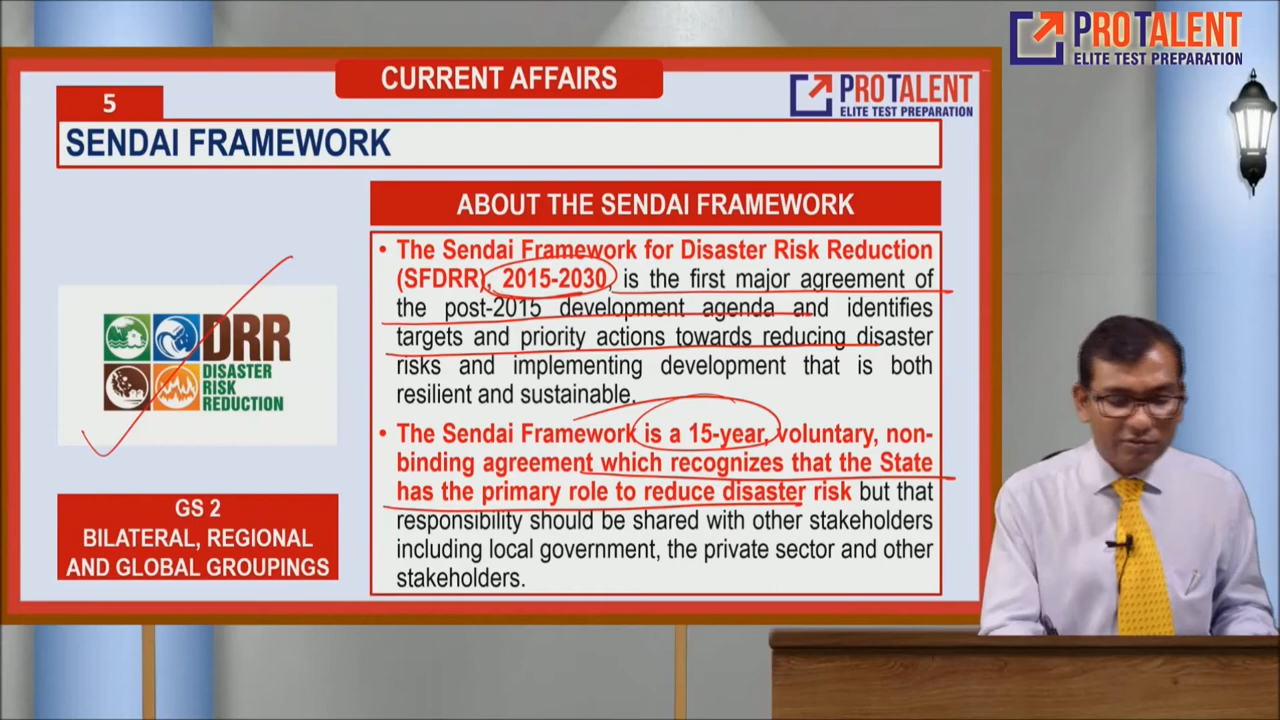 PROTALENT
ELITE TEST PREPARATION
CURRENT AFFAIRS
PROTALENT
ELITE TEST PREPARATION
5
SENDAI FRAMEWORK
ABOUT THE SENDAI FRAMEWORK
• The Sendai Framework for Disaster Risk Reduction
(SFDRR), 2015-2030, is the first major agreement of
the post-2015 development agenda and identifies
targets and priority actions towards reducing disaster
risks and implementing development that is both
resilient and sustainable.
• The Sendai Framework is a 15-year, voluntary, non-
binding agreement which recognizes that the State
has the primary role to reduce disaster risk but that
responsibility should be shared with other stakeholders
including local government, the private sector and other
stakeholders.
DRR
DISASTER
RISK
REDUCTION
GS 2
BILATERAL, REGIONAL
AND GLOBAL GROUPINGS